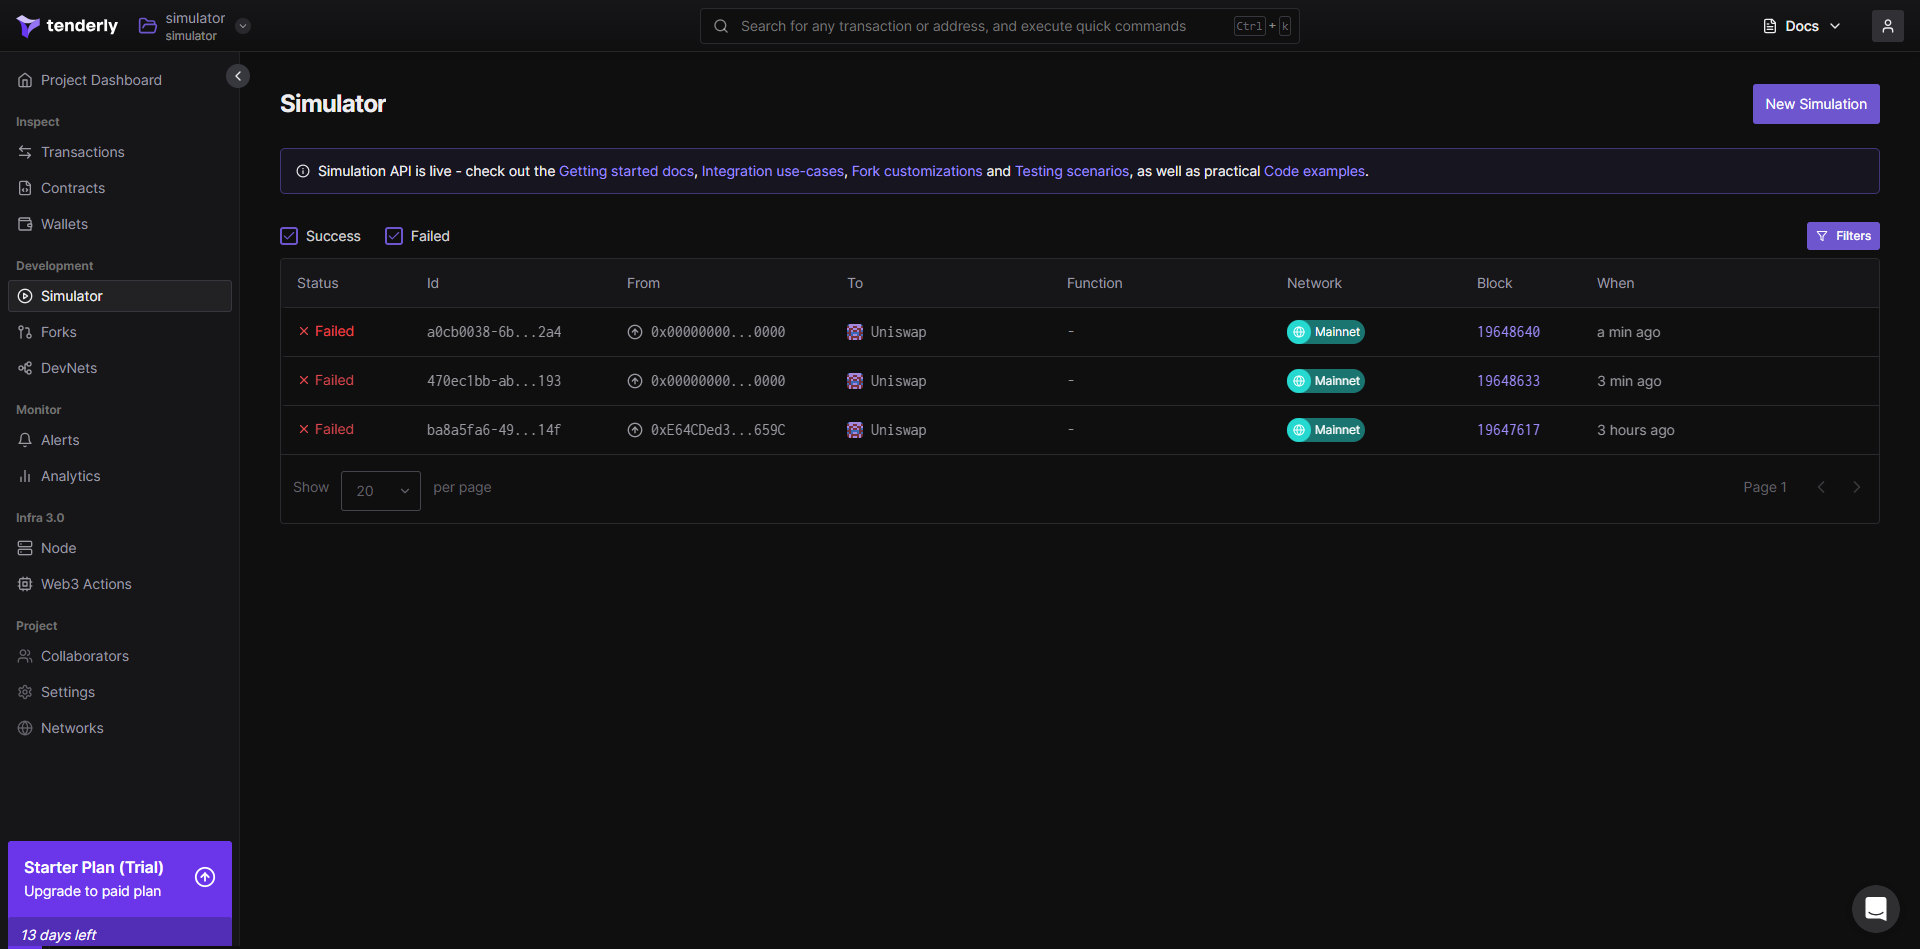 tenderly
simulator
simulator
Search for any transaction or address, and execute quick commands
Ctrl + k
Docs
Project Dashboard
Inspect
Transactions
Contracts
Wallets
Development
Simulator
Forks
DevNets
Monitor
Alerts
Analytics
Infra 3.0
Node
Web3 Actions
Project
Collaborators
Settings
Networks
Starter Plan (Trial)
Upgrade to paid plan
13 days left
Simulator
New Simulation
Simulation API is live - check out the Getting started docs, Integration use-cases, Fork customizations and Testing scenarios, as well as practical Code examples.
Success Failed
Filters
Status Id From To Function Network Block When
Failed a0cb0038-6b...2a4 0x00000000...0000 Uniswap - Mainnet 19648640 a min ago
Failed 470ec1bb-ab...193 0x00000000...0000 Uniswap - Mainnet 19648633 3 min ago
Failed ba8a5fa6-49...14f 0xE64CDed3...659C Uniswap - Mainnet 19647617 3 hours ago
Show 20 per page
Page 1